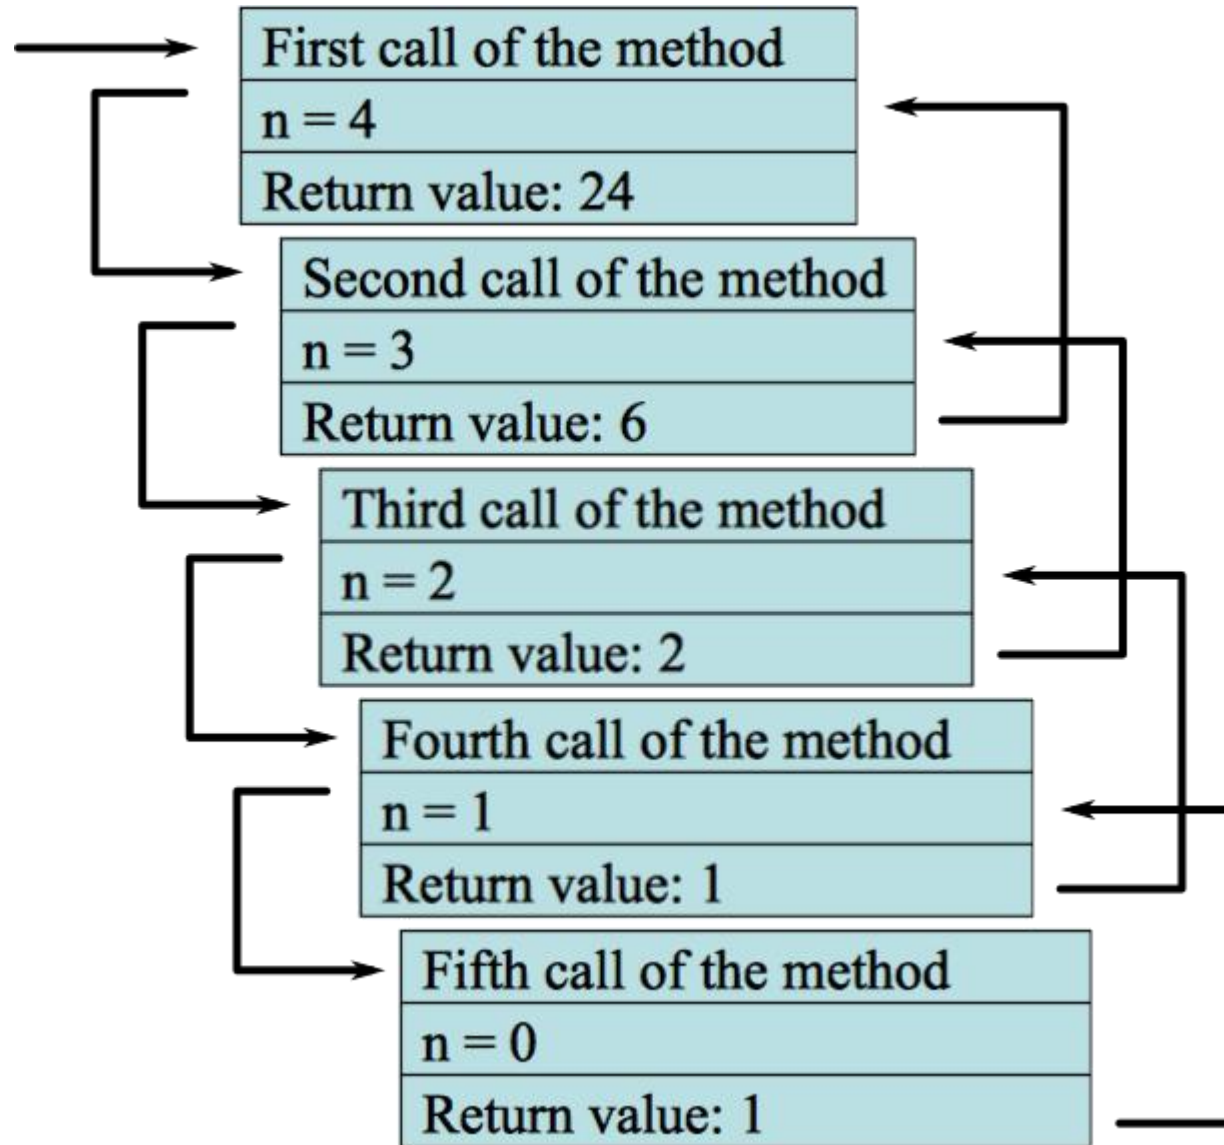 First call of the method
n = 4
Return value: 24
Second call of the method
n = 3
Return value: 6
Third call of the method
n = 2
Return value: 2
Fourth call of the method
n = 1
Return value: 1
Fifth call of the method
n = 0
Return value: 1